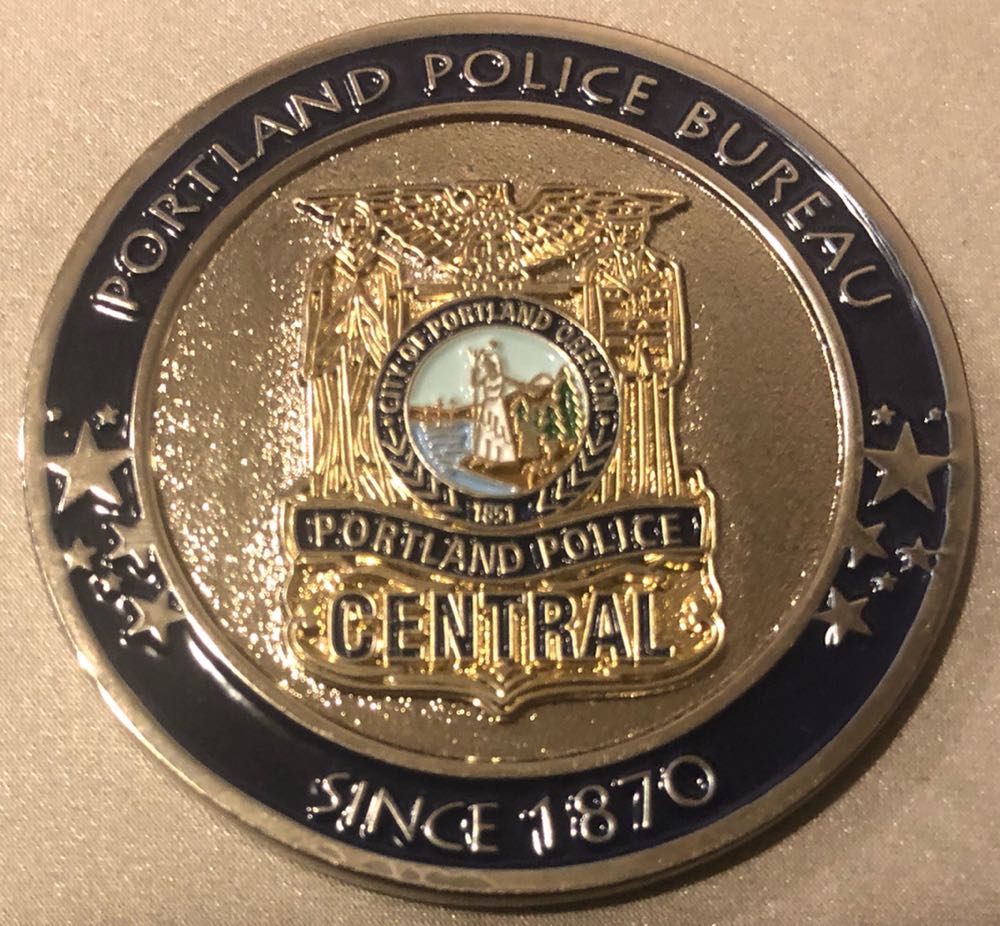 PORTLAND POLICE BUREAU
CITY OF PORTLAND OREGON
1851
PORTLAND POLICE
CENTRAL
SINCE 1870